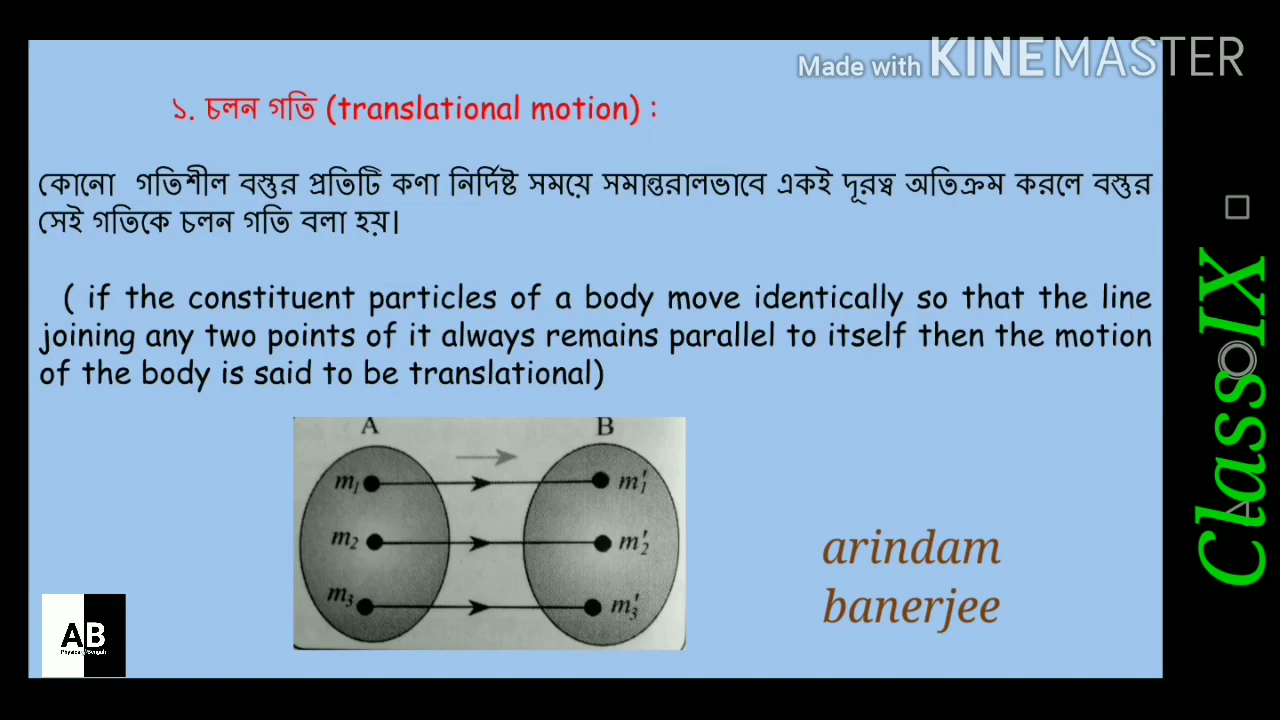 Made with KINEMASTER
১. চলন গতি (translational motion) :
কোনো গতিশীল বস্তুর প্রতিটি কণা নির্দিষ্ট সময়ে সমান্তরালভাবে একই দূরত্ব অতিক্রম করলে বস্তুর
সেই গতিকে চলন গতি বলা হয়।
( if the constituent particles of a body move identically so that the line
joining any two points of it always remains parallel to itself then the motion
of the body is said to be translational)
A B
m₁ m₁'
m₂ m₂'
m₃ m₃'
arindam
banerjee
AB
Class IX